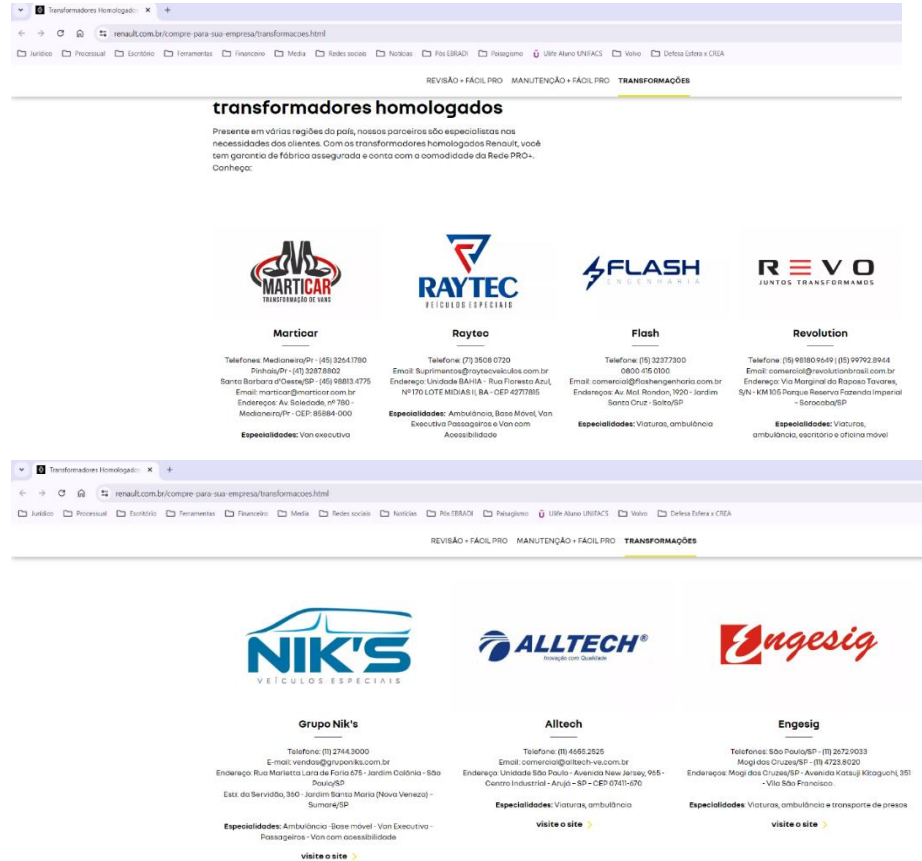 Transformadores Homologados
renault.com.br/compre-para-sua-empresa/transformacoes.html
Jurídico Processual Escritório Ferramentas Financeiro Media Redes sociais Notícias Pós EBRADI Paisagismo Ulife Aluno UNIFACS Volvo Defesa Esfera x CREA
REVISÃO + FÁCIL PRO MANUTENÇÃO + FÁCIL PRO TRANSFORMAÇÕES
transformadores homologados
Presente em várias regiões do país, nossos parceiros são especialistas nas
necessidades dos clientes. Com os transformadores homologados Renault, você
tem garantia de fábrica assegurada e conta com a comodidade da Rede PRO+.
Conheça:
MARTICAR
TRANSFORMAÇÃO DE VANS
RAYTEC
VEÍCULOS ESPECIAIS
FLASH
ENGENHARIA
REVO
JUNTOS TRANSFORMAMOS
Marticar
Telefones: Medianeira/Pr - (45) 3264.1780
Pinhais/Pr - (41) 3287.8802
Santa Barbara d'Oeste/SP - (45) 98813.4775
Email: marticar@marticar.com.br
Endereços: Av. Soledade, nº 780 -
Medianeira/Pr - CEP: 85884-000
Especialidades: Van executiva
Raytec
Telefone: (71) 3508 0720
Email: Suprimentos@raytecveiculos.com.br
Endereço: Unidade BAHIA - Rua Floresta Azul,
Nº 170 LOTE MIDIAS II, BA - CEP 42717815
Especialidades: Ambulância, Base Móvel, Van
Executiva Passageiros e Van com
Acessibilidade
Flash
Telefone: (15) 3237.7300
0800 415 0100
Email: comercial@flashengenharia.com.br
Endereços: Av. Mal. Rondon, 1920 - Jardim
Santa Cruz - Salto/SP
Especialidades: Viaturas, ambulância
Revolution
Telefone: (15) 98180.9649 | (15) 99792.8944
Email: comercial@revolutionbrasil.com.br
Endereço: Via Marginal da Raposo Tavares,
S/N - KM 105 Parque Reserva Fazenda Imperial
- Sorocaba/SP
Especialidades: Viaturas,
ambulância, escritório e oficina móvel
Transformadores Homologados
renault.com.br/compre-para-sua-empresa/transformacoes.html
Jurídico Processual Escritório Ferramentas Financeiro Media Redes sociais Notícias Pós EBRADI Paisagismo Ulife Aluno UNIFACS Volvo Defesa Esfera x CREA
REVISÃO + FÁCIL PRO MANUTENÇÃO + FÁCIL PRO TRANSFORMAÇÕES
NIK'S
VEÍCULOS ESPECIAIS
ALLTECH®
Inovação com Qualidade
Engesig
Grupo Nik's
Telefone: (11) 2744.3000
E-mail: vendas@gruponiks.com.br
Endereço: Rua Marietta Lara de Faria 675 - Jardim Colônia - São
Paulo/SP
Estr. da Servidão, 360 - Jardim Santa Maria (Nova Veneza) -
Sumaré/SP
Especialidades: Ambulância -Base móvel - Van Executiva -
Passageiros - Van com acessibilidade
visite o site
Alltech
Telefone: (11) 4655.2525
Email: comercial@alltech-ve.com.br
Endereço: Unidade São Paulo - Avenida New Jersey, 965 -
Centro Industrial - Arujá – SP – CEP 07411-670
Especialidades: Viaturas, ambulância
visite o site
Engesig
Telefones: São Paulo/SP - (11) 2672.9033
Mogi das Cruzes/SP - (11) 4723.8020
Endereços: Mogi das Cruzes/SP - Avenida Katsuji Kitaguchi, 351
- Vila São Francisco.
Especialidades: Viaturas, ambulância e transporte de presos
visite o site